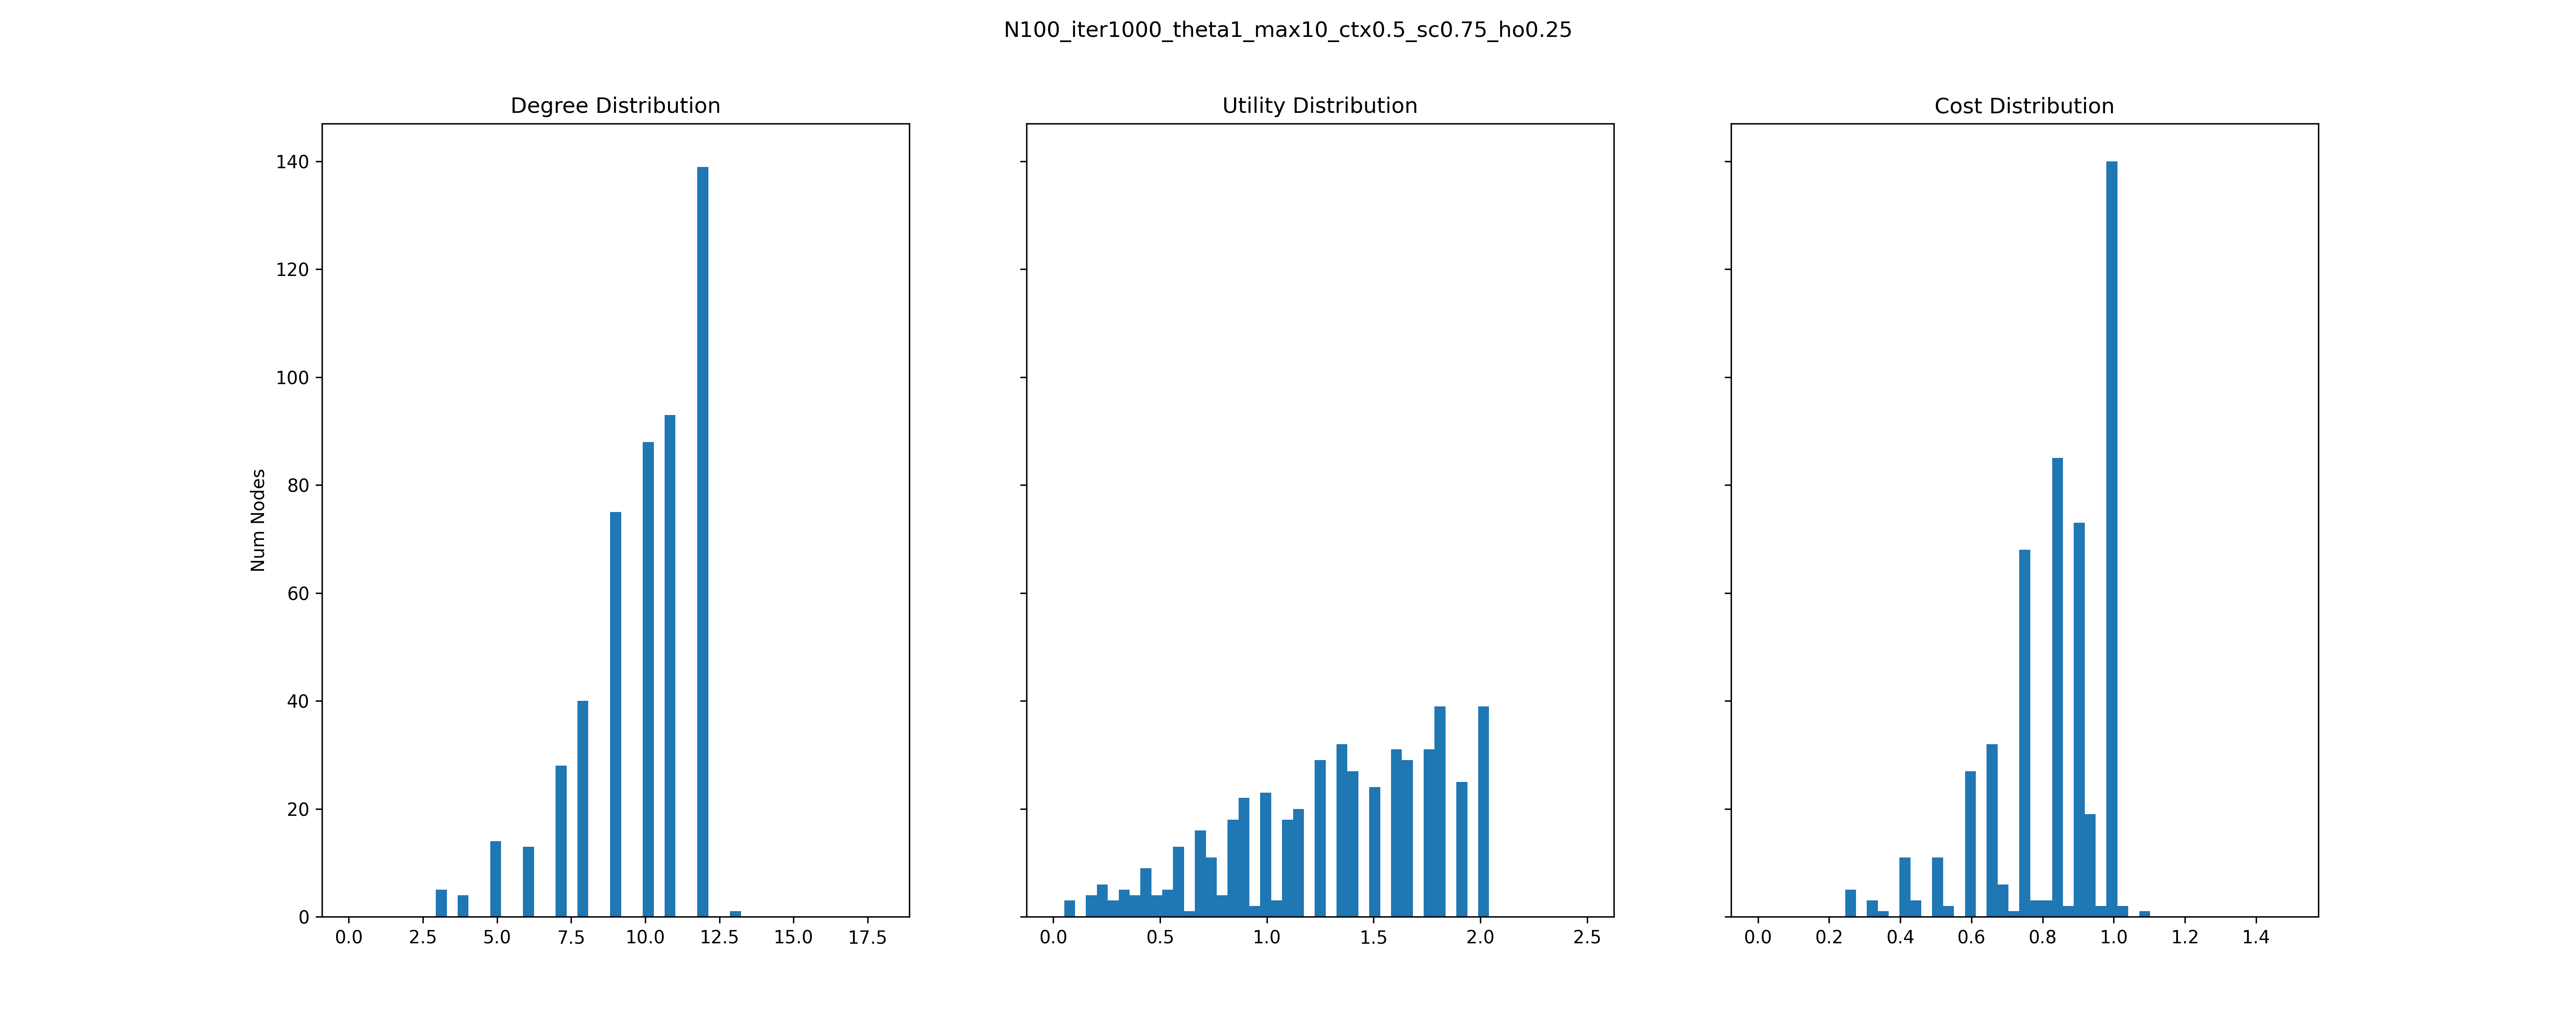 N100_iter1000_theta1_max10_ctx0.5_sc0.75_ho0.25
Degree Distribution
Num Nodes
140
120
100
80
60
40
20
0
0.0 2.5 5.0 7.5 10.0 12.5 15.0 17.5
Utility Distribution
0.0 0.5 1.0 1.5 2.0 2.5
Cost Distribution
0.0 0.2 0.4 0.6 0.8 1.0 1.2 1.4